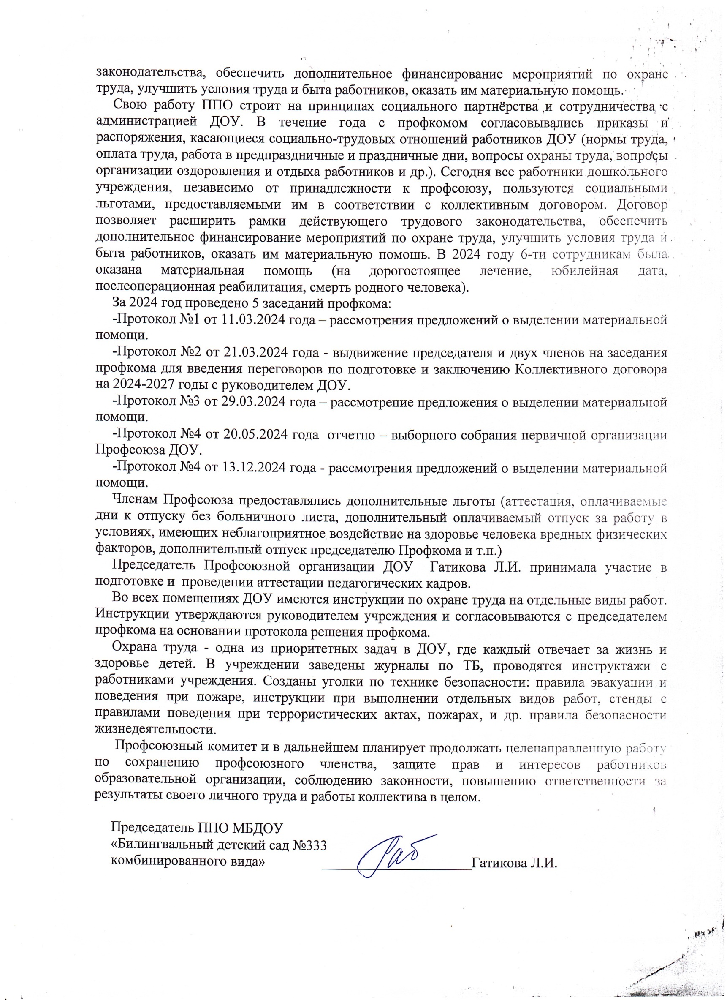 законодательства, обеспечить дополнительное финансирование мероприятий по охране
труда, улучшить условия труда и быта работников, оказать им материальную помощь.
Свою работу ППО строит на принципах социального партнёрства и сотрудничества с
администрацией ДОУ. В течение года с профкомом согласовывались приказы и
распоряжения, касающиеся социально-трудовых отношений работников ДОУ (нормы труда,
оплата труда, работа в предпраздничные и праздничные дни, вопросы охраны труда, вопросы
организации оздоровления и отдыха работников и др.). Сегодня все работники дошкольного
учреждения, независимо от принадлежности к профсоюзу, пользуются социальными
льготами, предоставляемыми им в соответствии с коллективным договором. Договор
позволяет расширить рамки действующего трудового законодательства, обеспечить
дополнительное финансирование мероприятий по охране труда, улучшить условия труда и
быта работников, оказать им материальную помощь. В 2024 году 6-ти сотрудникам была
оказана материальная помощь (на дорогостоящее лечение, юбилейная дата,
послеоперационная реабилитация, смерть родного человека).
За 2024 год проведено 5 заседаний профкома:
-Протокол №1 от 11.03.2024 года – рассмотрения предложений о выделении материальной
помощи.
-Протокол №2 от 21.03.2024 года - выдвижение председателя и двух членов на заседания
профкома для введения переговоров по подготовке и заключению Коллективного договора
на 2024-2027 годы с руководителем ДОУ.
-Протокол №3 от 29.03.2024 года – рассмотрение предложения о выделении материальной
помощи.
-Протокол №4 от 20.05.2024 года отчетно – выборного собрания первичной организации
Профсоюза ДОУ.
-Протокол №4 от 13.12.2024 года - рассмотрения предложений о выделении материальной
помощи.
Членам Профсоюза предоставлялись дополнительные льготы (аттестация, оплачиваемые
дни к отпуску без больничного листа, дополнительный оплачиваемый отпуск за работу в
условиях, имеющих неблагоприятное воздействие на здоровье человека вредных физических
факторов, дополнительный отпуск председателю Профкома и т.п.)
Председатель Профсоюзной организации ДОУ Гатикова Л.И. принимала участие в
подготовке и проведении аттестации педагогических кадров.
Во всех помещениях ДОУ имеются инструкции по охране труда на отдельные виды работ.
Инструкции утверждаются руководителем учреждения и согласовываются с председателем
профкома на основании протокола решения профкома.
Охрана труда - одна из приоритетных задач в ДОУ, где каждый отвечает за жизнь и
здоровье детей. В учреждении заведены журналы по ТБ, проводятся инструктажи с
работниками учреждения. Созданы уголки по технике безопасности: правила эвакуации и
поведения при пожаре, инструкции при выполнении отдельных видов работ, стенды с
правилами поведения при террористических актах, пожарах, и др. правила безопасности
жизнедеятельности.
Профсоюзный комитет и в дальнейшем планирует продолжать целенаправленную работу
по сохранению профсоюзного членства, защите прав и интересов работников
образовательной организации, соблюдению законности, повышению ответственности за
результаты своего личного труда и работы коллектива в целом.
Председатель ППО МБДОУ
«Билингвальный детский сад №333
комбинированного вида» Гатикова Л.И.